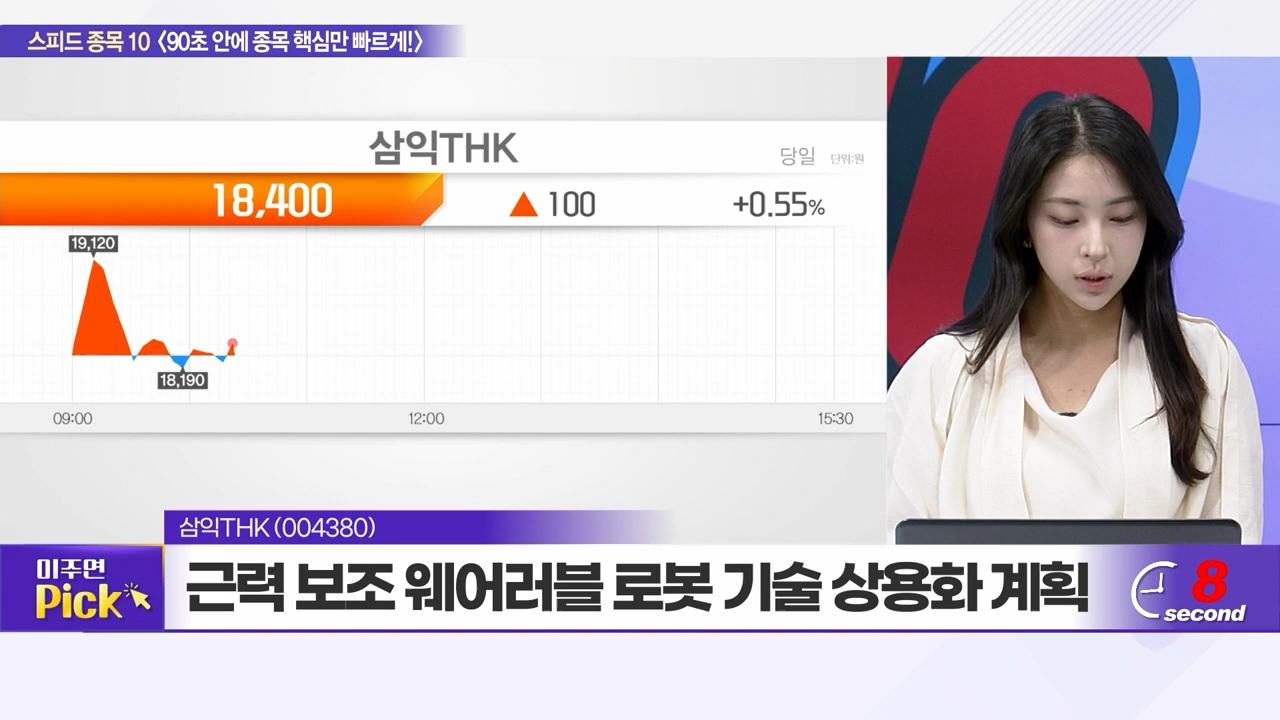 스피드 종목 10 〈90초 안에 종목 핵심만 빠르게!〉
삼익THK
당일 단위:원
18,400 ▲ 100 +0.55%
19,120
18,190
09:00 12:00 15:30
삼익THK(004380)
미주면
Pick
근력 보조 웨어러블 로봇 기술 상용화 계획
8
second